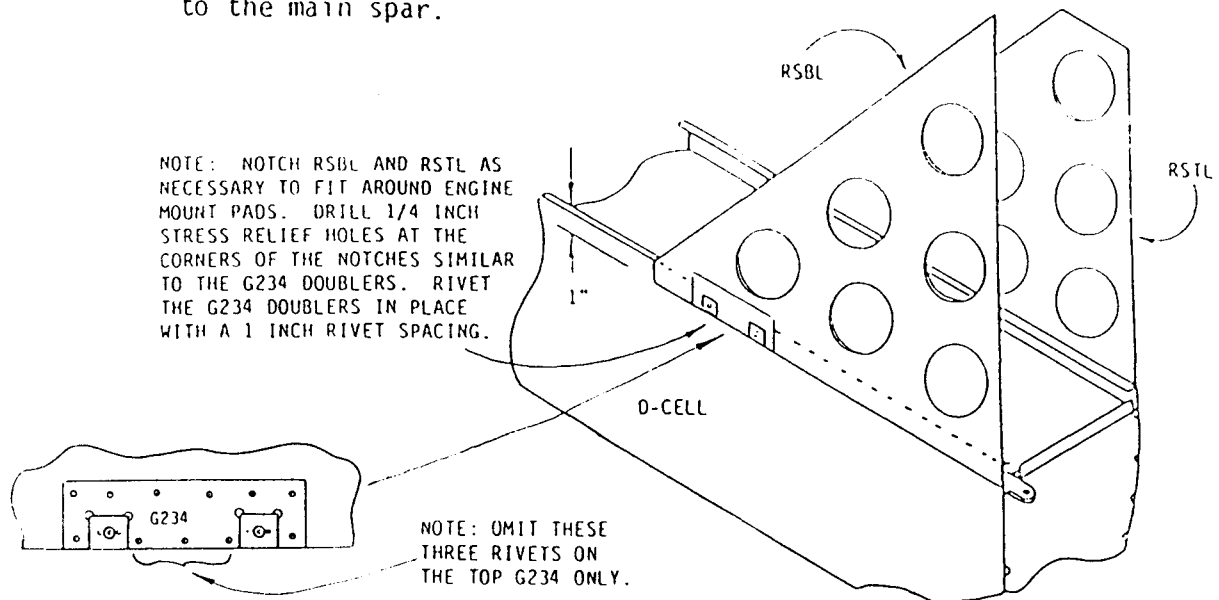 to the main spar.
RSBL
NOTE: NOTCH RSBL AND RSTL AS
NECESSARY TO FIT AROUND ENGINE
MOUNT PADS. DRILL 1/4 INCH
STRESS RELIEF HOLES AT THE
CORNERS OF THE NOTCHES SIMILAR
TO THE G234 DOUBLERS. RIVET
THE G234 DOUBLERS IN PLACE
WITH A 1 INCH RIVET SPACING.
RSTL
1"
D-CELL
G234
NOTE: OMIT THESE
THREE RIVETS ON
THE TOP G234 ONLY.